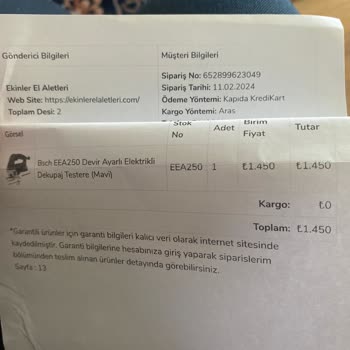 Gönderici Bilgileri
Müşteri Bilgileri
Sipariş No: 652899623049
Ekinler El Aletleri
Sipariş Tarihi: 11.02.2024
Web Site: https://ekinlerelaletleri.com/
Ödeme Yöntemi: Kapıda KrediKart
Toplam Desi: 2
Kargo Yöntemi: Aras
Görsel
Stok No
Adet
Birim Fiyat
Tutar
Bsch EEA250 Devir Ayarlı Elektrikli
Dekupaj Testere (Mavi)
EEA250 1 ₺1.450 ₺1.450
Kargo: ₺0
Toplam: ₺1.450
*Garantili ürünler için garanti bilgileri kalıcı veri olarak internet sitesinde
kaydedilmiştir. Garanti bilgilerine hesabınıza giriş yaparak siparislerim
bölümünden teslim alınan ürünler detayında görebilirsiniz.
Sayfa : 13